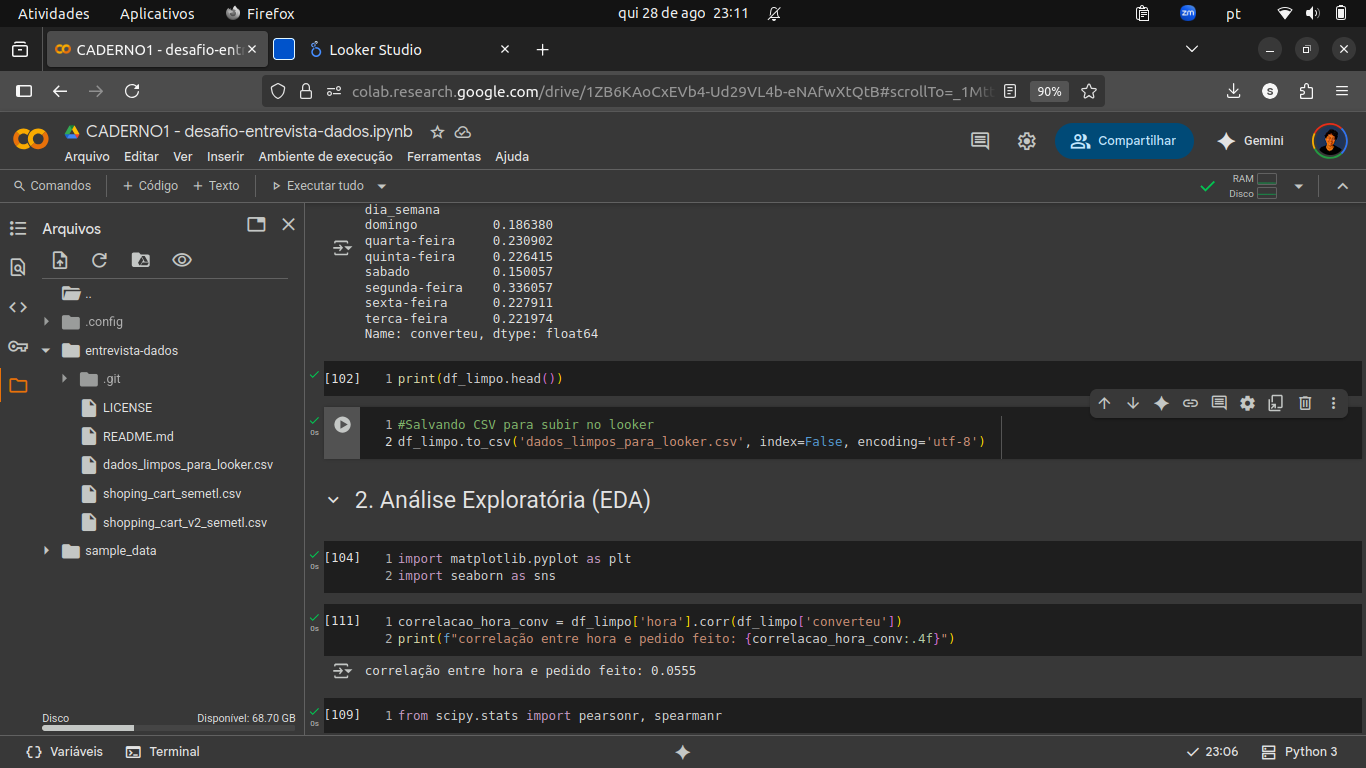 Atividades Aplicativos Firefox qui 28 de ago 23:11 zm pt
CADERNO1 - desafio-entr Looker Studio
colab.research.google.com/drive/1ZB6KAoCxEVb4-Ud29VL4b-eNAfwXtQtB#scrollTo=_1Mtt 90% S
CADERNO1 - desafio-entrevista-dados.ipynb
Arquivo Editar Ver Inserir Ambiente de execução Ferramentas Ajuda
Compartilhar Gemini
Comandos + Código + Texto Executar tudo
RAM
Disco
Arquivos
..
.config
entrevista-dados
.git
LICENSE
README.md
dados_limpos_para_looker.csv
shoping_cart_semetl.csv
shopping_cart_v2_semetl.csv
sample_data
Disco Disponível: 68.70 GB
dia_semana
domingo 0.186380
quarta-feira 0.230902
quinta-feira 0.226415
sabado 0.150057
segunda-feira 0.336057
sexta-feira 0.227911
terca-feira 0.221974
Name: converteu, dtype: float64
[102] 1 print(df_limpo.head())
0s
1 #Salvando CSV para subir no looker
2 df_limpo.to_csv('dados_limpos_para_looker.csv', index=False, encoding='utf-8')
2. Análise Exploratória (EDA)
[104] 1 import matplotlib.pyplot as plt
0s
2 import seaborn as sns
[111] 1 correlacao_hora_conv = df_limpo['hora'].corr(df_limpo['converteu'])
0s
2 print(f"correlação entre hora e pedido feito: {correlacao_hora_conv:.4f}")
correlação entre hora e pedido feito: 0.0555
[109] 1 from scipy.stats import pearsonr, spearmanr
0s
Variáveis Terminal 23:06 Python 3